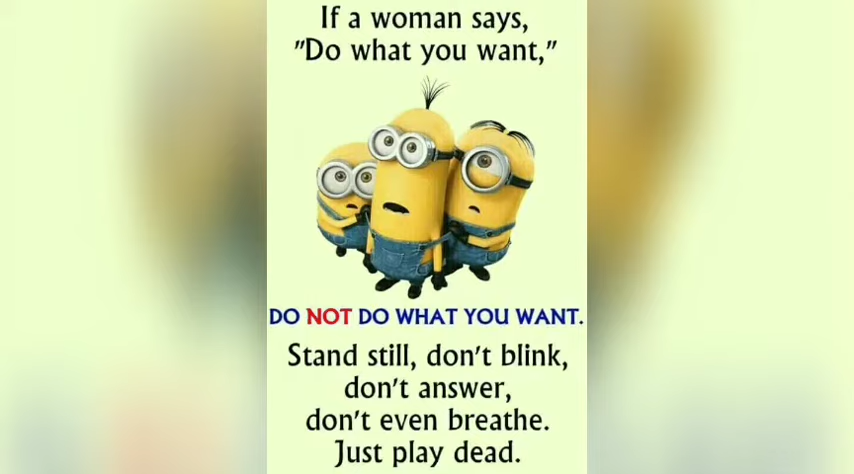 If a woman says,
"Do what you want,"
DO NOT DO WHAT YOU WANT.
Stand still, don't blink,
don't answer,
don't even breathe.
Just play dead.